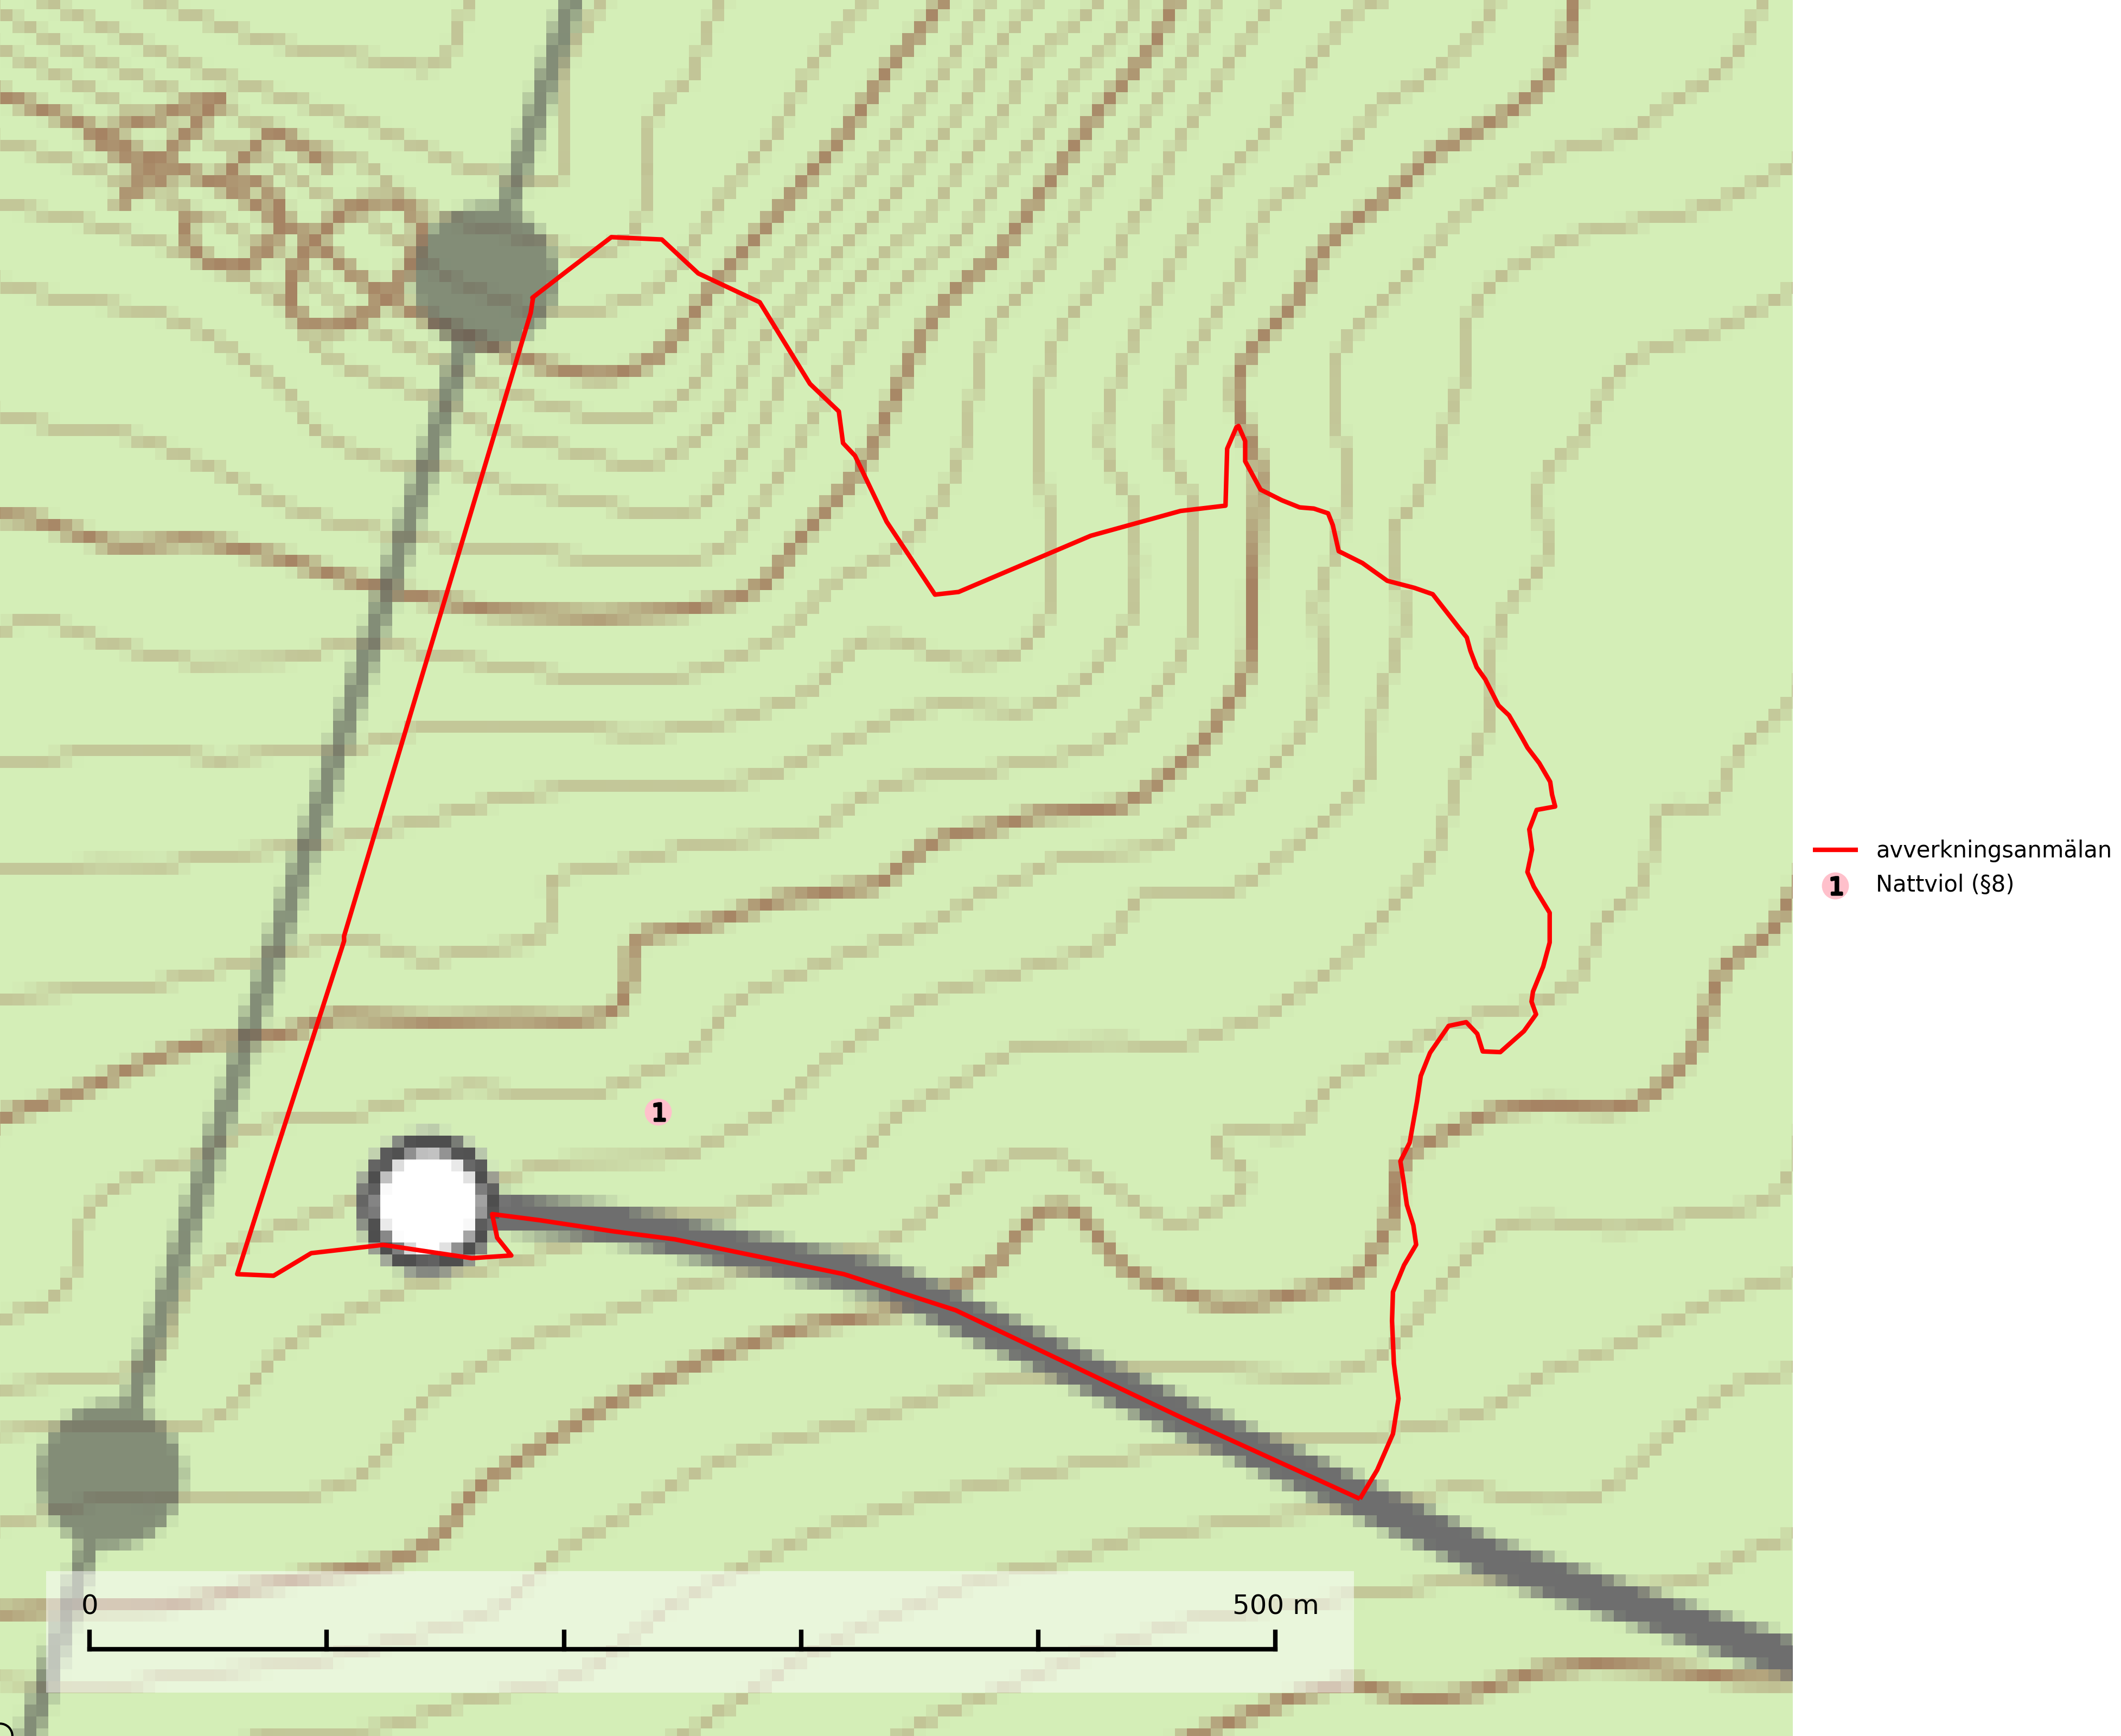 1
0
500 m
avverkningsanmälan
1 Nattviol (§8)